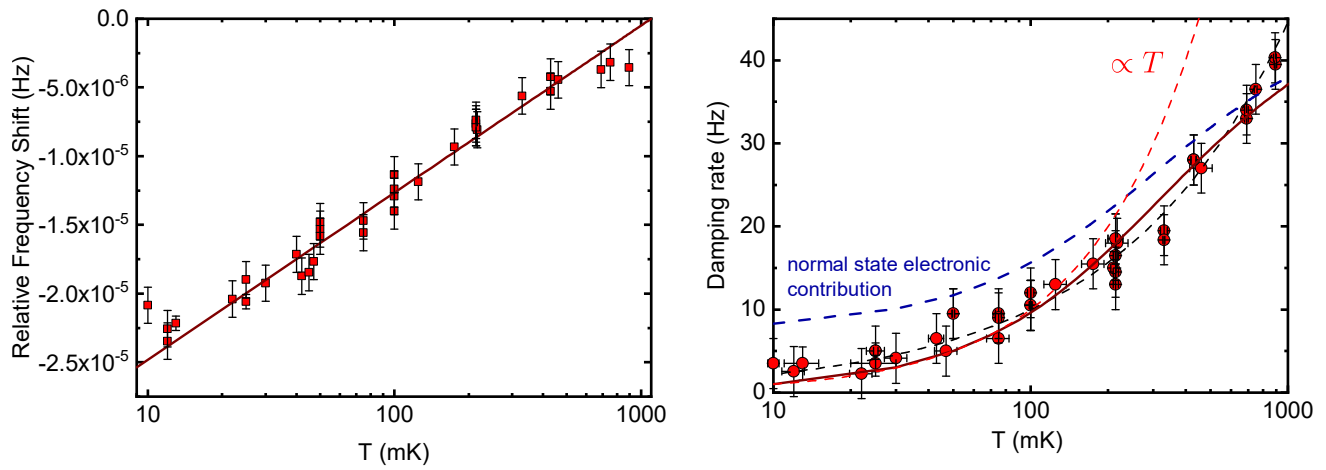 0.0
-5.0x10⁻⁶
-1.0x10⁻⁵
-1.5x10⁻⁵
-2.0x10⁻⁵
-2.5x10⁻⁵
Relative Frequency Shift (Hz)
10
100
1000
T (mK)
40
30
20
10
0
Damping rate (Hz)
∝ T
normal state electronic
contribution
10
100
1000
T (mK)